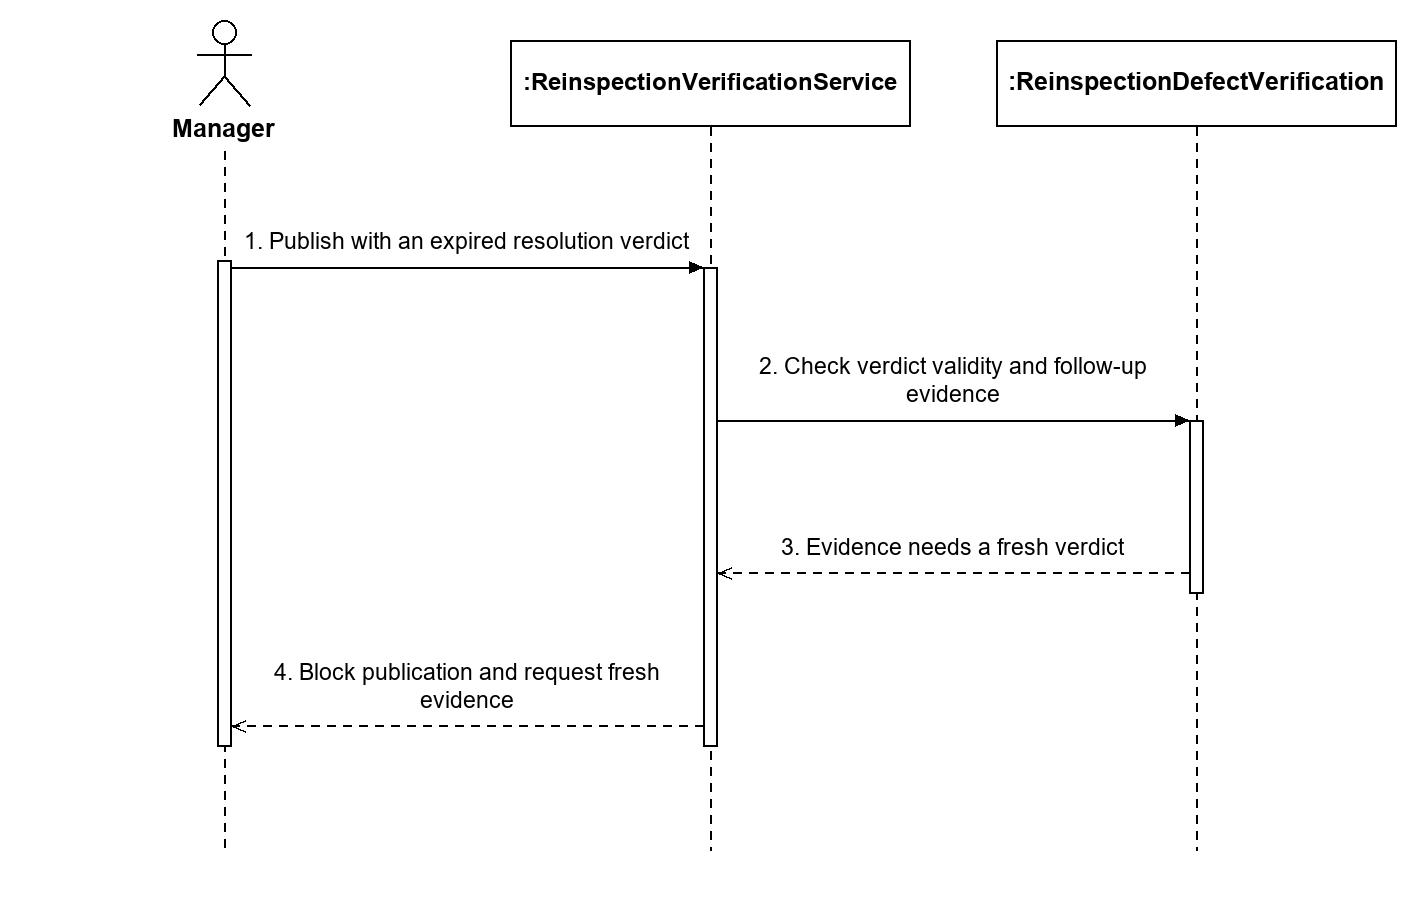 Manager
:ReinspectionVerificationService
:ReinspectionDefectVerification
1. Publish with an expired resolution verdict
2. Check verdict validity and follow-up
evidence
3. Evidence needs a fresh verdict
4. Block publication and request fresh
evidence